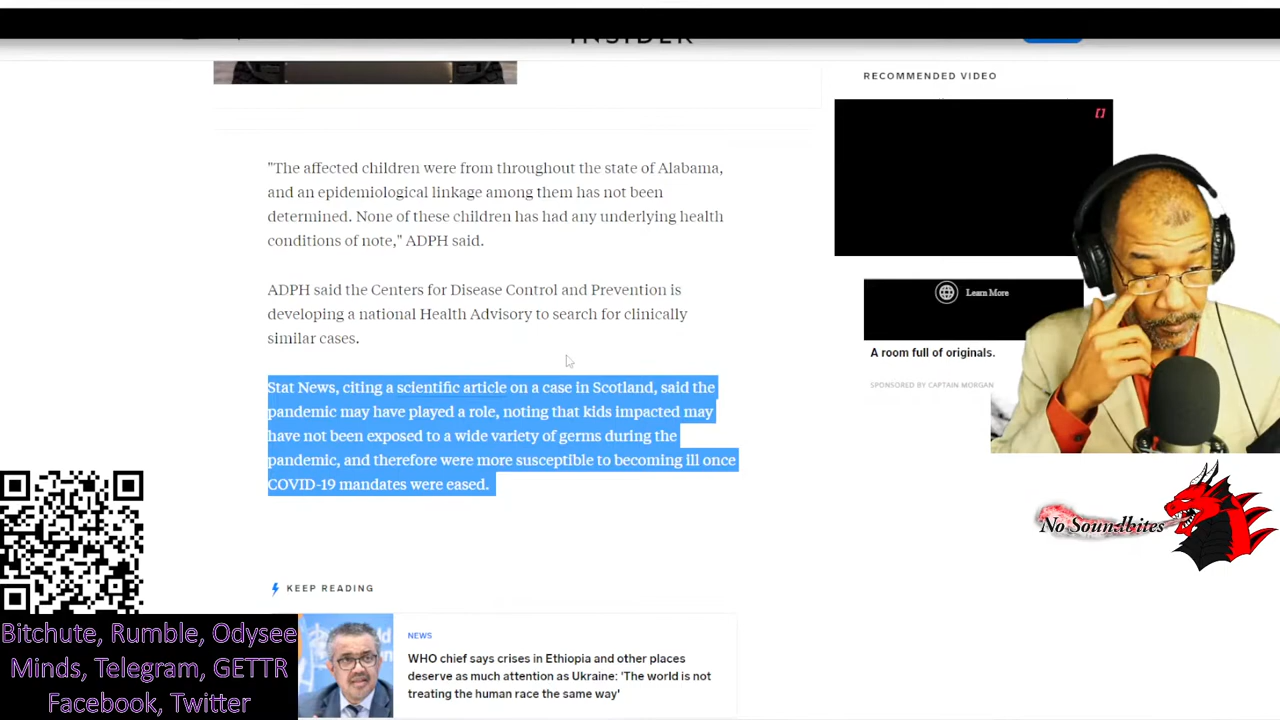 INSIDER
RECOMMENDED VIDEO
"The affected children were from throughout the state of Alabama,
and an epidemiological linkage among them has not been
determined. None of these children has had any underlying health
conditions of note," ADPH said.
ADPH said the Centers for Disease Control and Prevention is
developing a national Health Advisory to search for clinically
similar cases.
Stat News, citing a scientific article on a case in Scotland, said the
pandemic may have played a role, noting that kids impacted may
have not been exposed to a wide variety of germs during the
pandemic, and therefore were more susceptible to becoming ill once
COVID-19 mandates were eased.
Learn More
A room full of originals.
SPONSORED BY CAPTAIN MORGAN
No Soundbites
KEEP READING
NEWS
WHO chief says crises in Ethiopia and other places
deserve as much attention as Ukraine: 'The world is not
treating the human race the same way'
Bitchute, Rumble, Odysee
Minds, Telegram, GETTR
Facebook, Twitter